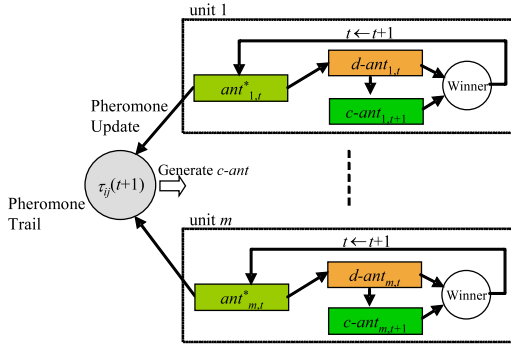 unit 1
t ← t+1
d-ant1,t
ant*1,t
Winner
c-ant1,t+1
Pheromone
Update
τij(t+1)
Generate c-ant
Pheromone
Trail
unit m
t ← t+1
d-antm,t
ant*m,t
Winner
c-antm,t+1